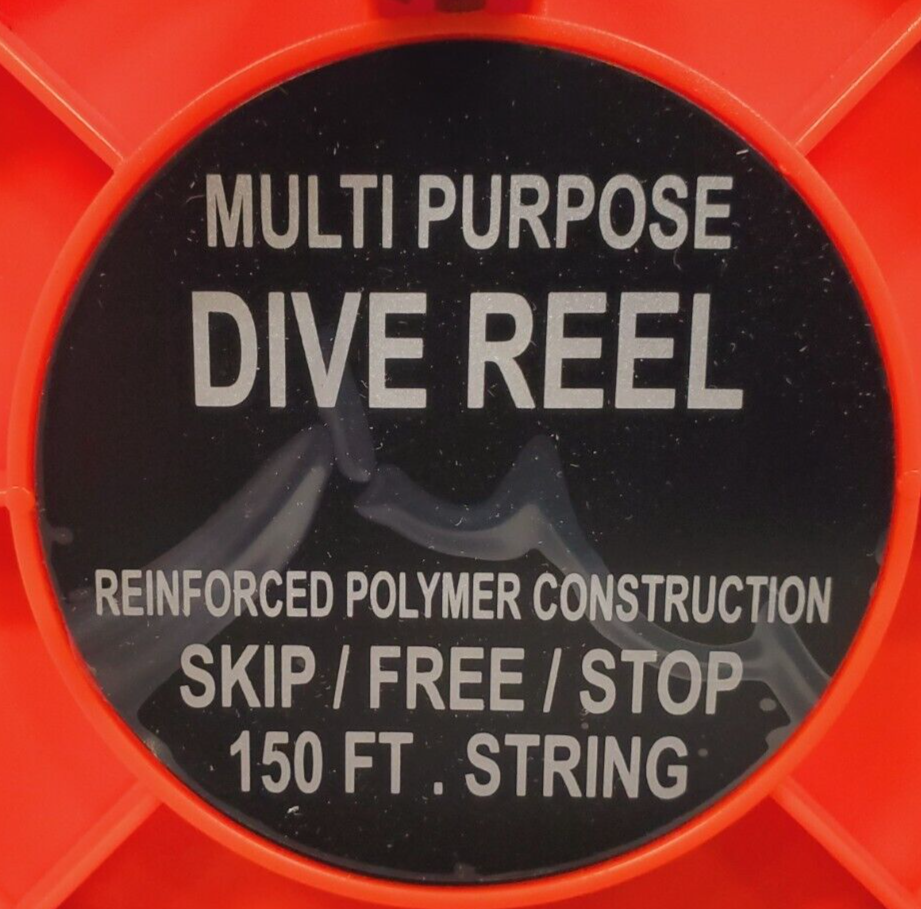 MULTI PURPOSE
DIVE REEL
REINFORCED POLYMER CONSTRUCTION
SKIP / FREE / STOP
150 FT . STRING